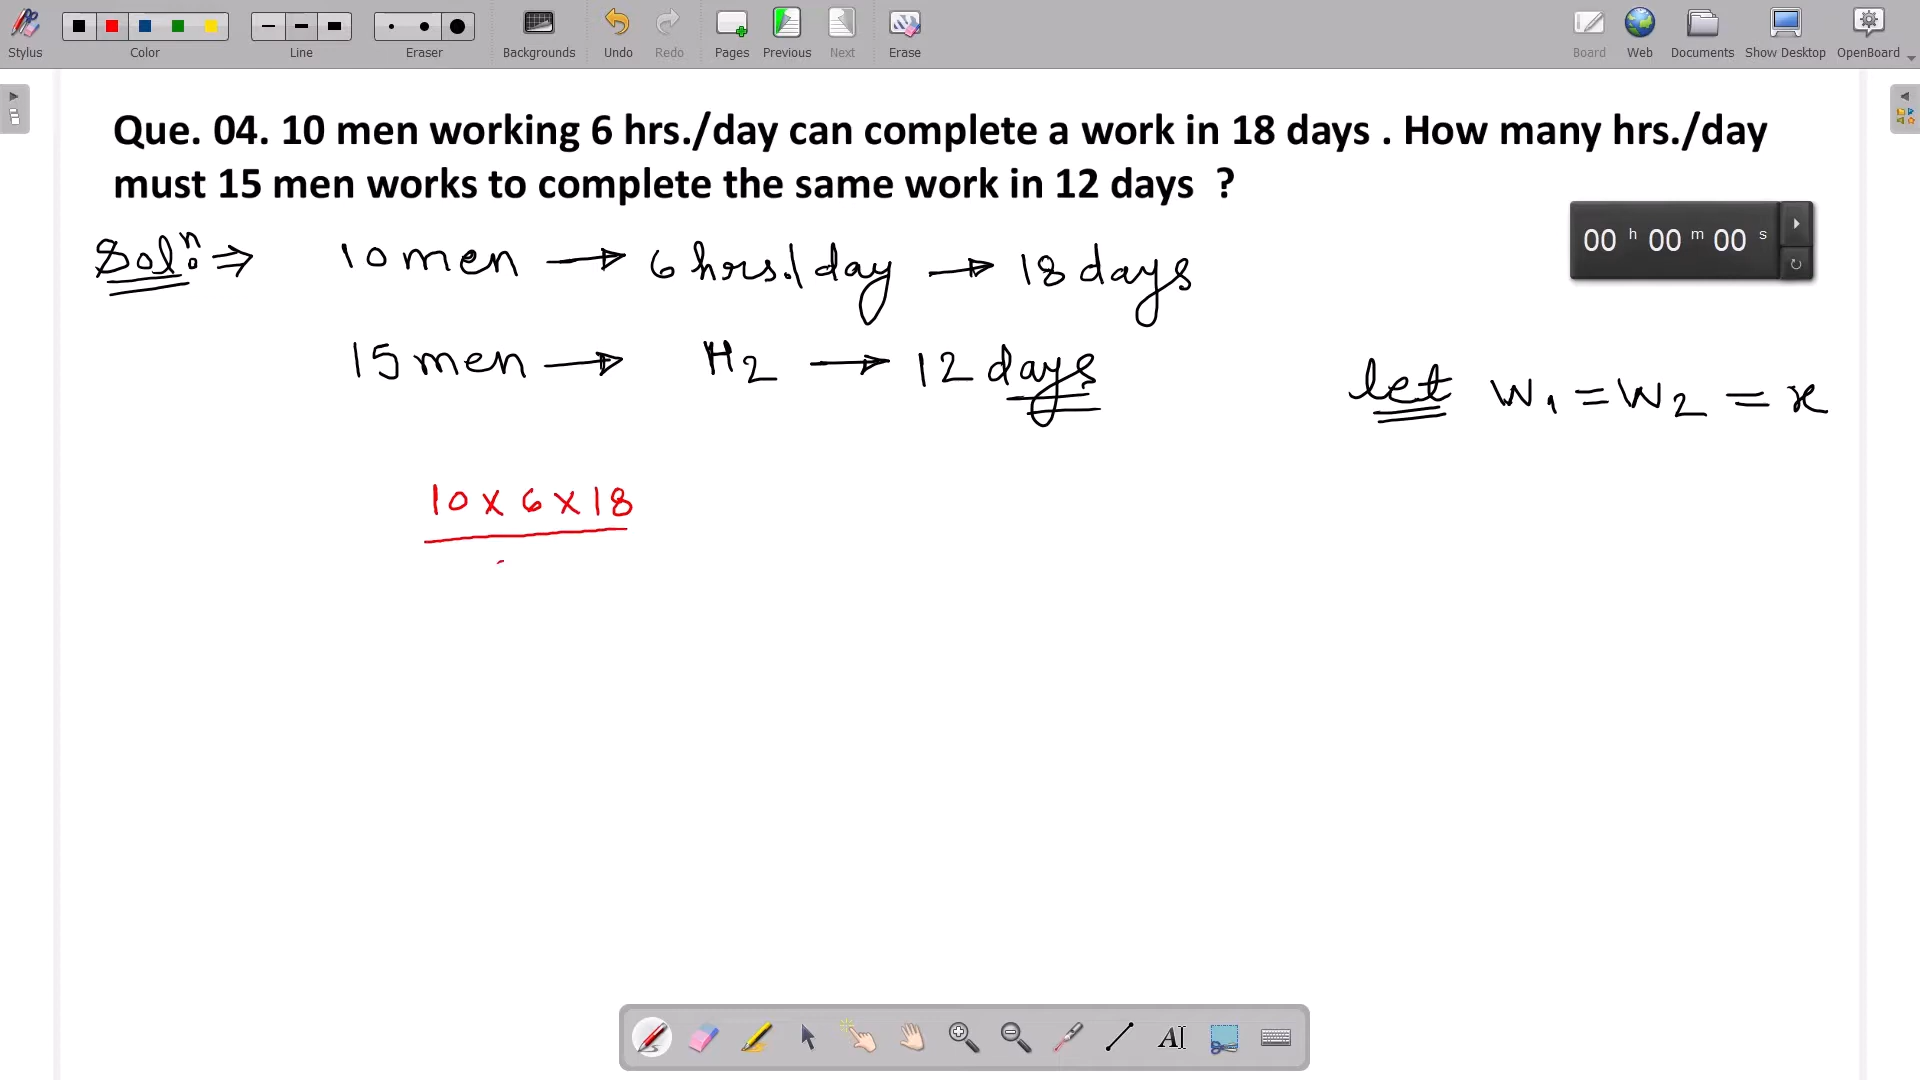 Stylus Color Line Eraser Backgrounds Undo Redo Pages Previous Next Erase Board Web Documents Show Desktop OpenBoard
Que. 04. 10 men working 6 hrs./day can complete a work in 18 days . How many hrs./day
must 15 men works to complete the same work in 12 days ?
00 h 00 m 00 s
Solⁿ: ⇒ 10 men → 6 hrs./day → 18 days
15 men → H2 → 12 days
let W1 = W2 = x
10 x 6 x 18